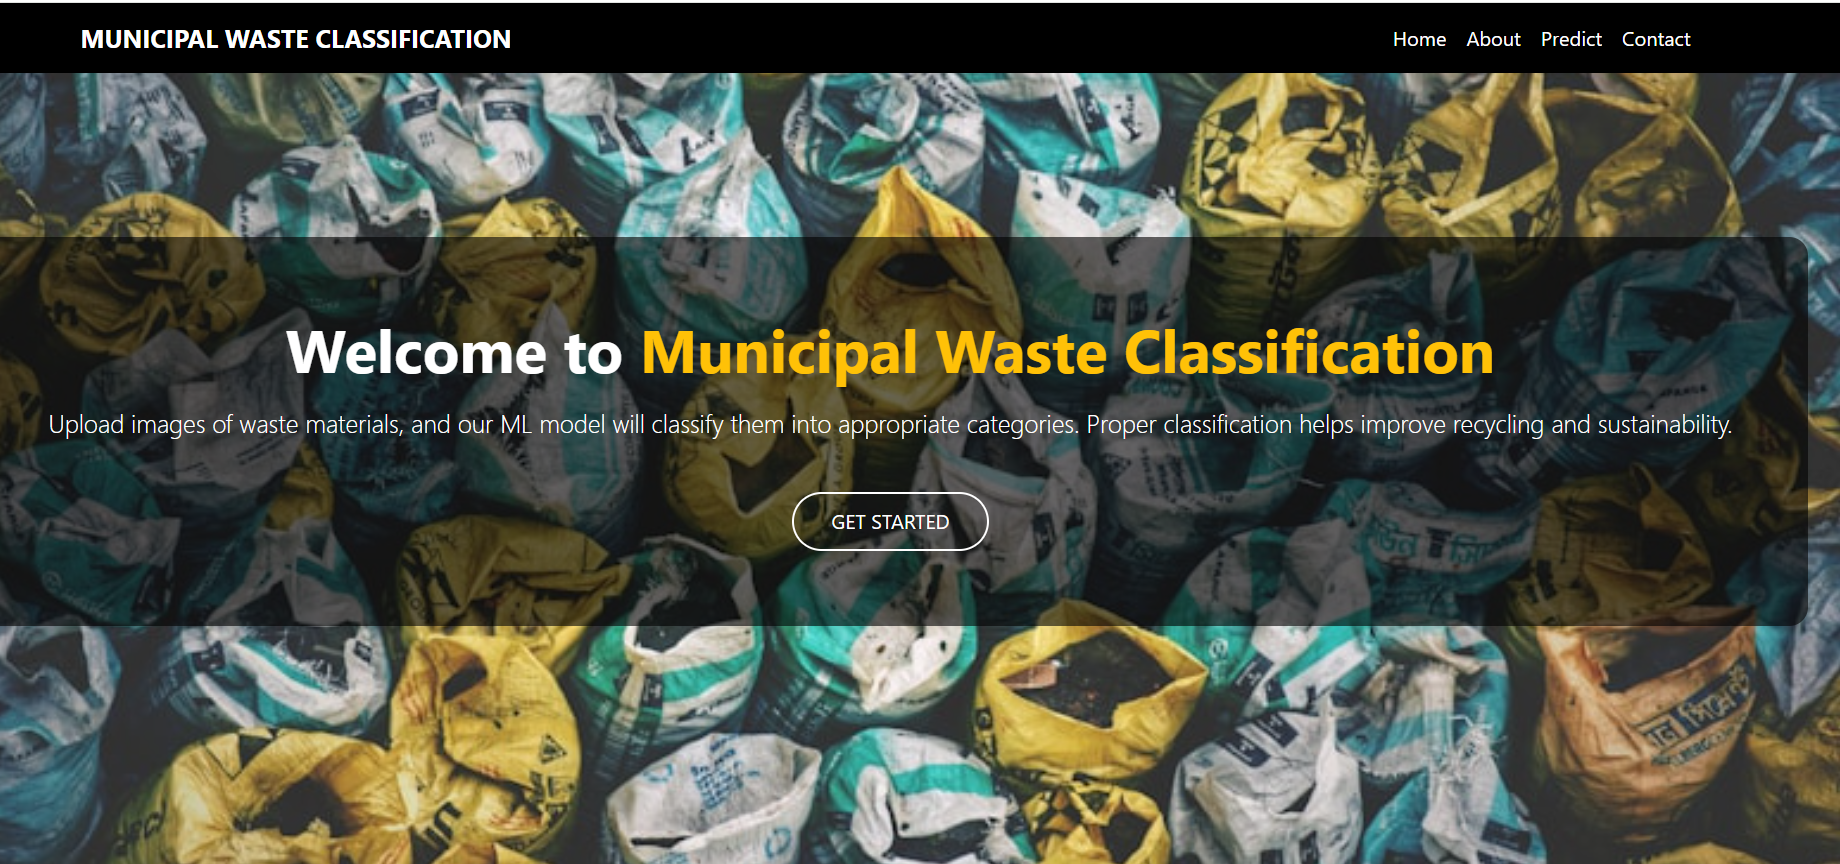 MUNICIPAL WASTE CLASSIFICATION
Home About Predict Contact
Welcome to Municipal Waste Classification
Upload images of waste materials, and our ML model will classify them into appropriate categories. Proper classification helps improve recycling and sustainability.
GET STARTED